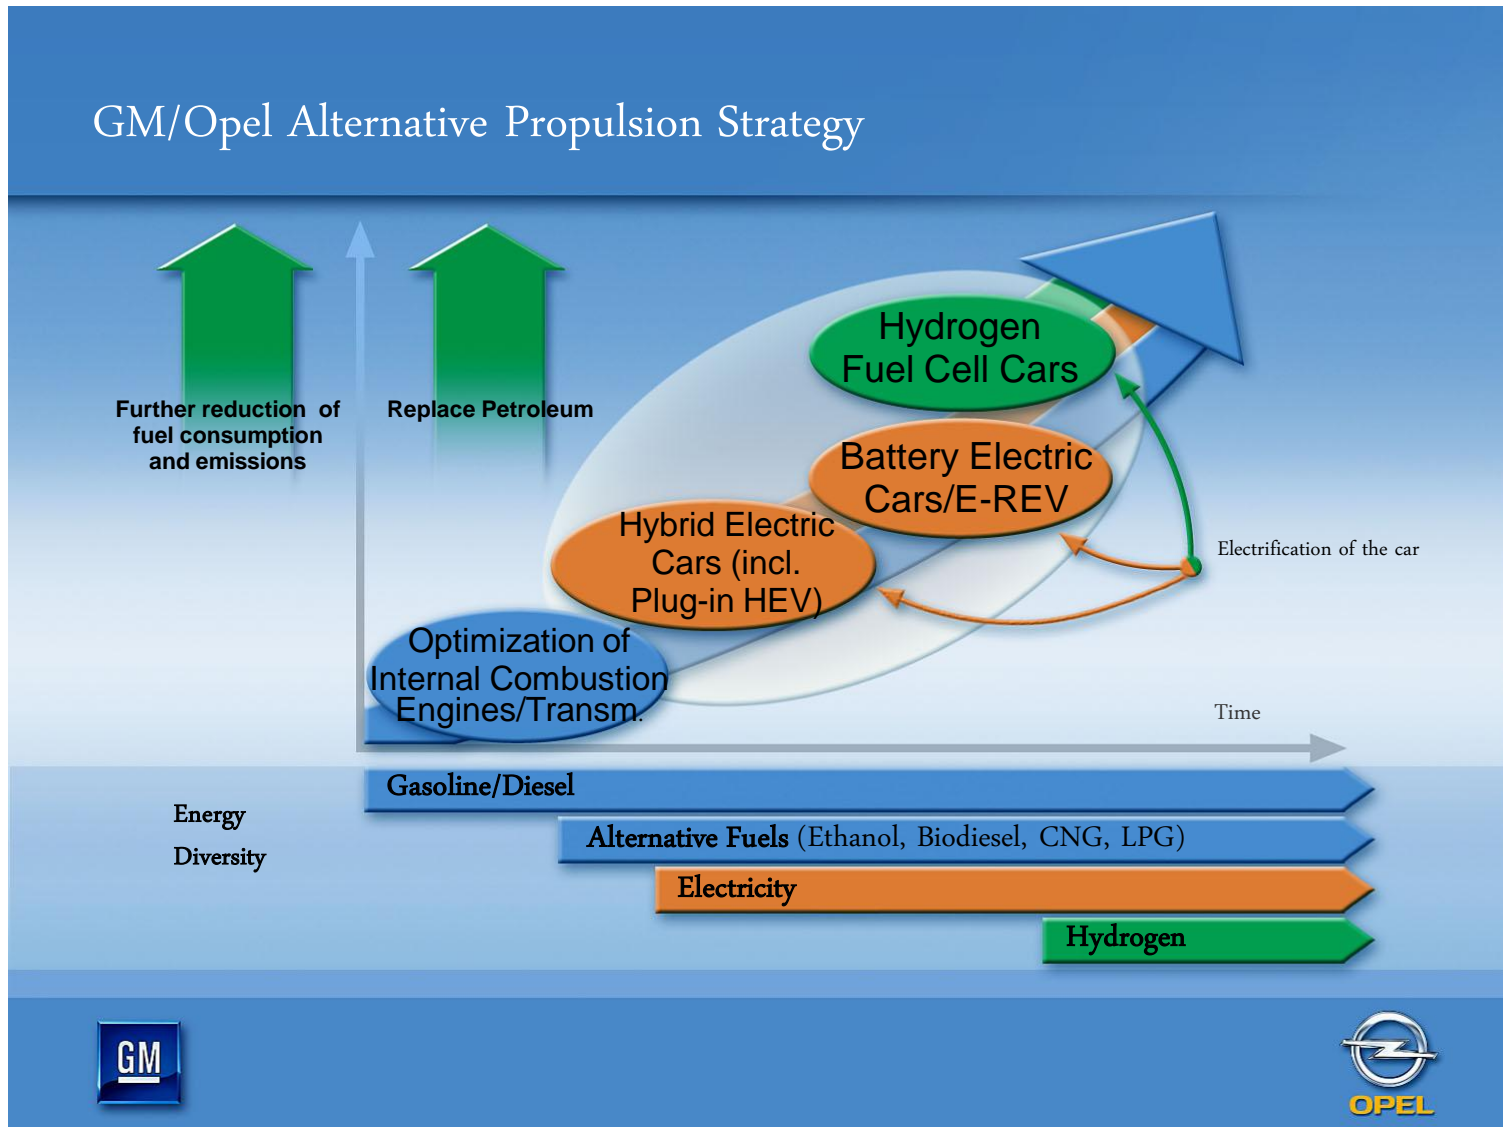 GM/Opel Alternative Propulsion Strategy
Further reduction of
fuel consumption
and emissions
Replace Petroleum
Hydrogen
Fuel Cell Cars
Battery Electric
Cars/E-REV
Hybrid Electric
Cars (incl.
Plug-in HEV)
Optimization of
Internal Combustion
Engines/Transm.
Electrification of the car
Time
Energy
Diversity
Gasoline/Diesel
Alternative Fuels (Ethanol, Biodiesel, CNG, LPG)
Electricity
Hydrogen
GM
OPEL